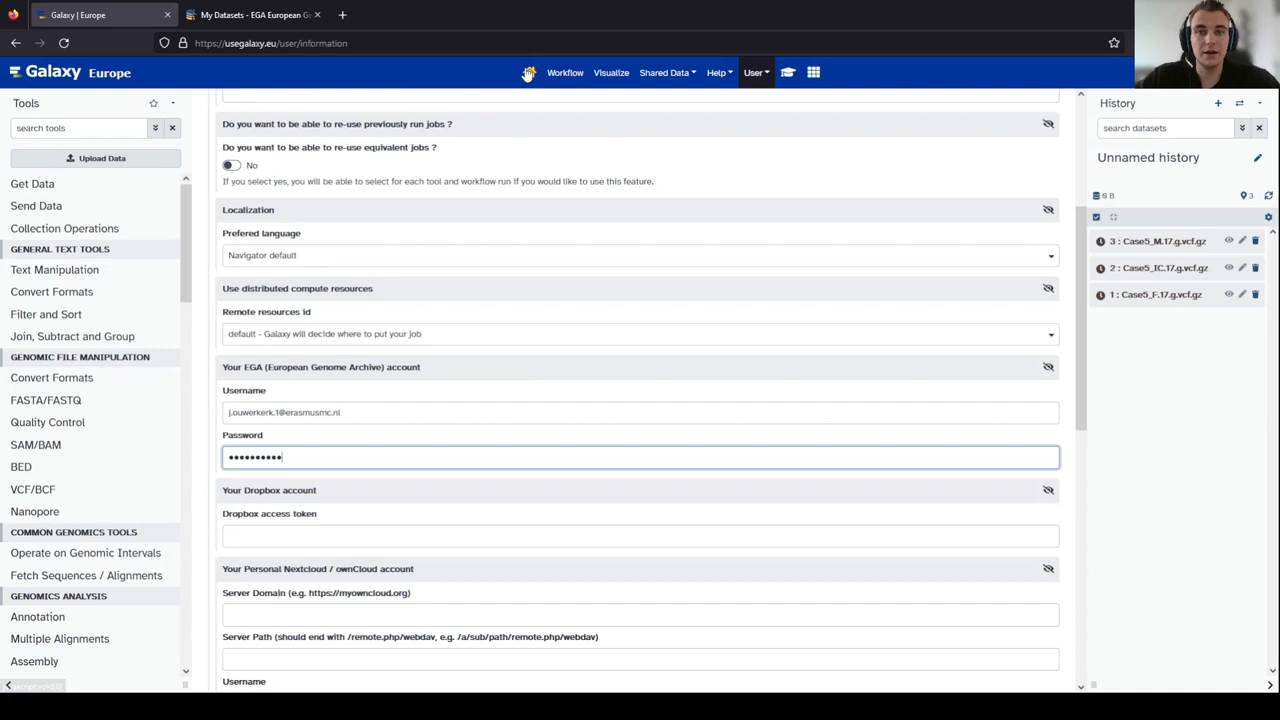 Galaxy | Europe
My Datasets - EGA European Ge
https://usegalaxy.eu/user/information
Galaxy Europe
Workflow
Visualize
Shared Data
Help
User
Tools
search tools
Upload Data
Get Data
Send Data
Collection Operations
GENERAL TEXT TOOLS
Text Manipulation
Convert Formats
Filter and Sort
Join, Subtract and Group
GENOMIC FILE MANIPULATION
Convert Formats
FASTA/FASTQ
Quality Control
SAM/BAM
BED
VCF/BCF
Nanopore
COMMON GENOMICS TOOLS
Operate on Genomic Intervals
Fetch Sequences / Alignments
GENOMICS ANALYSIS
Annotation
Multiple Alignments
Assembly
Do you want to be able to re-use previously run jobs ?
Do you want to be able to re-use equivalent jobs ?
No
If you select yes, you will be able to select for each tool and workflow run if you would like to use this feature.
Localization
Prefered language
Navigator default
Use distributed compute resources
Remote resources id
default - Galaxy will decide where to put your job
Your EGA (European Genome Archive) account
Username
j.ouwerkerk.1@erasmusmc.nl
Password
••••••••••
Your Dropbox account
Dropbox access token
Your Personal Nextcloud / ownCloud account
Server Domain (e.g. https://myowncloud.org)
Server Path (should end with /remote.php/webdav, e.g. /a/sub/path/remote.php/webdav)
Username
History
search datasets
Unnamed history
0 B
3
3 : Case5_M.17.g.vcf.gz
2 : Case5_IC.17.g.vcf.gz
1 : Case5_F.17.g.vcf.gz